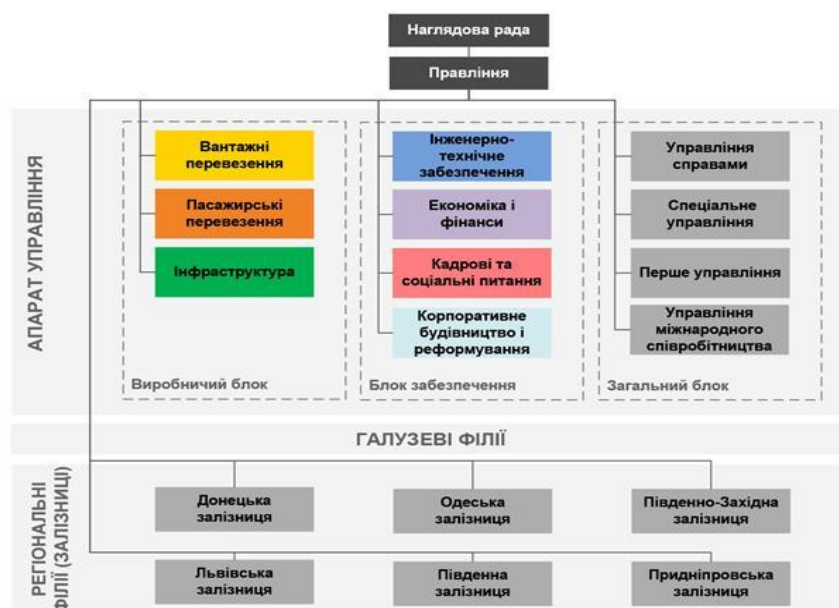 Наглядова рада
Правління
АПАРАТ УПРАВЛІННЯ
Вантажні
перевезення
Пасажирські
перевезення
Інфраструктура
Виробничий блок
Інженерно-
технічне
забезпечення
Економіка і
фінанси
Кадрові та
соціальні питання
Корпоративне
будівництво і
реформування
Блок забезпечення
Управління
справами
Спеціальне
управління
Перше управління
Управління
міжнародного
співробітництва
Загальний блок
ГАЛУЗЕВІ ФІЛІЇ
РЕГІОНАЛЬНІ
ФІЛІЇ (ЗАЛІЗНИЦІ)
Донецька
залізниця
Одеська
залізниця
Південно-Західна
залізниця
Львівська
залізниця
Південна
залізниця
Придніпровська
залізниця